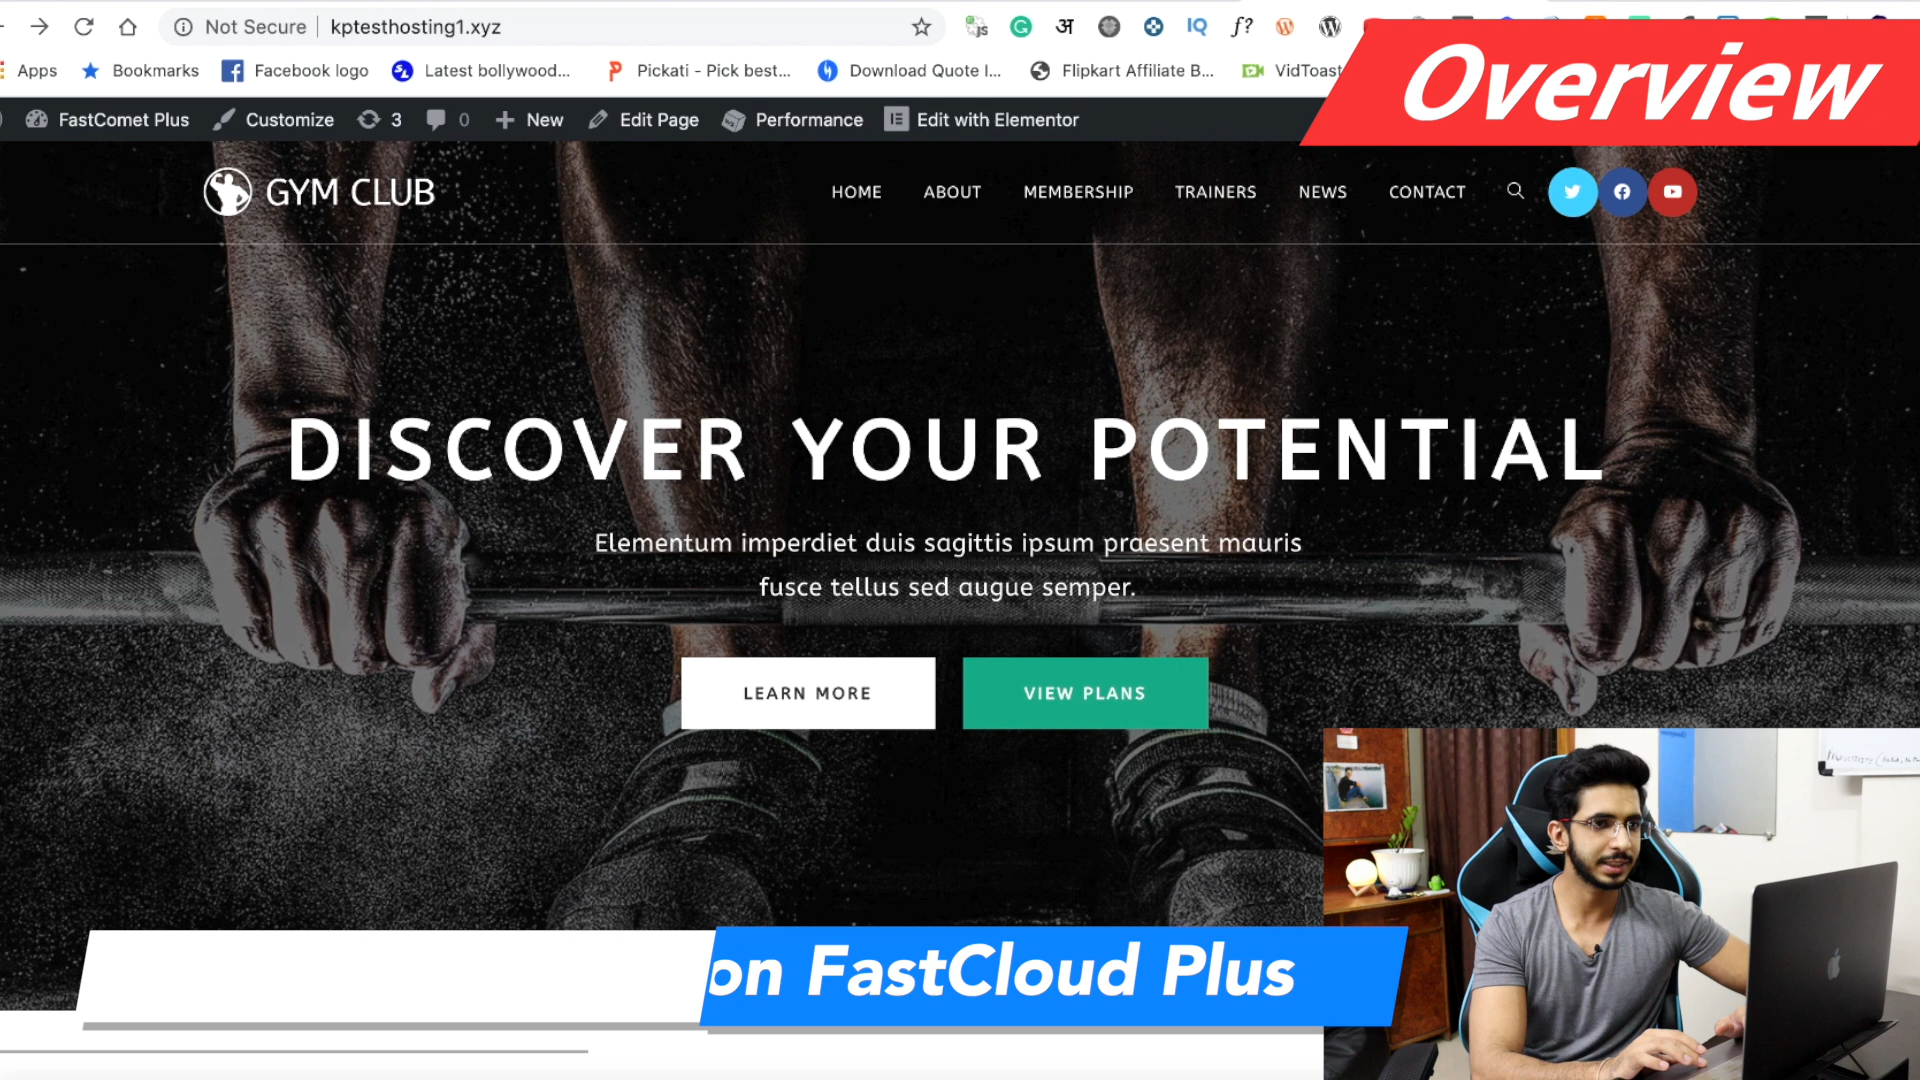 Not Secure | kptesthosting1.xyz
JS अ IQ f?
Apps Bookmarks Facebook logo Latest bollywood... Pickati - Pick best... Download Quote I... Flipkart Affiliate B... VidToast
Overview
FastComet Plus Customize 3 0 New Edit Page Performance Edit with Elementor
GYM CLUB
HOME ABOUT MEMBERSHIP TRAINERS NEWS CONTACT
DISCOVER YOUR POTENTIAL
Elementum imperdiet duis sagittis ipsum praesent mauris
fusce tellus sed augue semper.
LEARN MORE VIEW PLANS
on FastCloud Plus